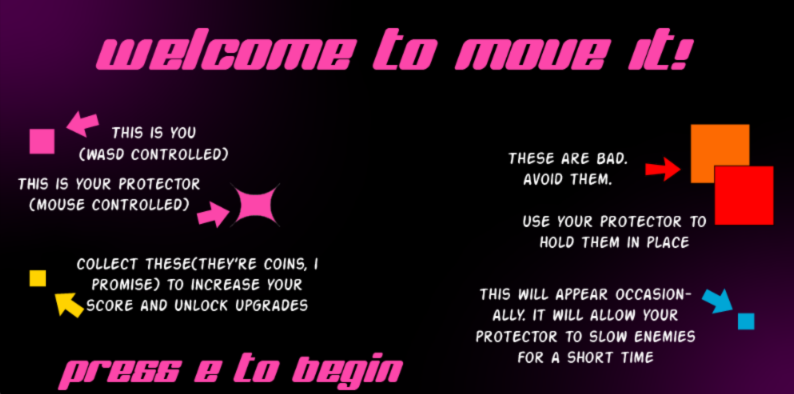 welcome to move it!
THIS IS YOU
(WASD CONTROLLED)
THIS IS YOUR PROTECTOR
(MOUSE CONTROLLED)
COLLECT THESE(THEY'RE COINS, I
PROMISE) TO INCREASE YOUR
SCORE AND UNLOCK UPGRADES
press e to begin
THESE ARE BAD.
AVOID THEM.
USE YOUR PROTECTOR TO
HOLD THEM IN PLACE
THIS WILL APPEAR OCCASION-
ALLY. IT WILL ALLOW YOUR
PROTECTOR TO SLOW ENEMIES
FOR A SHORT TIME